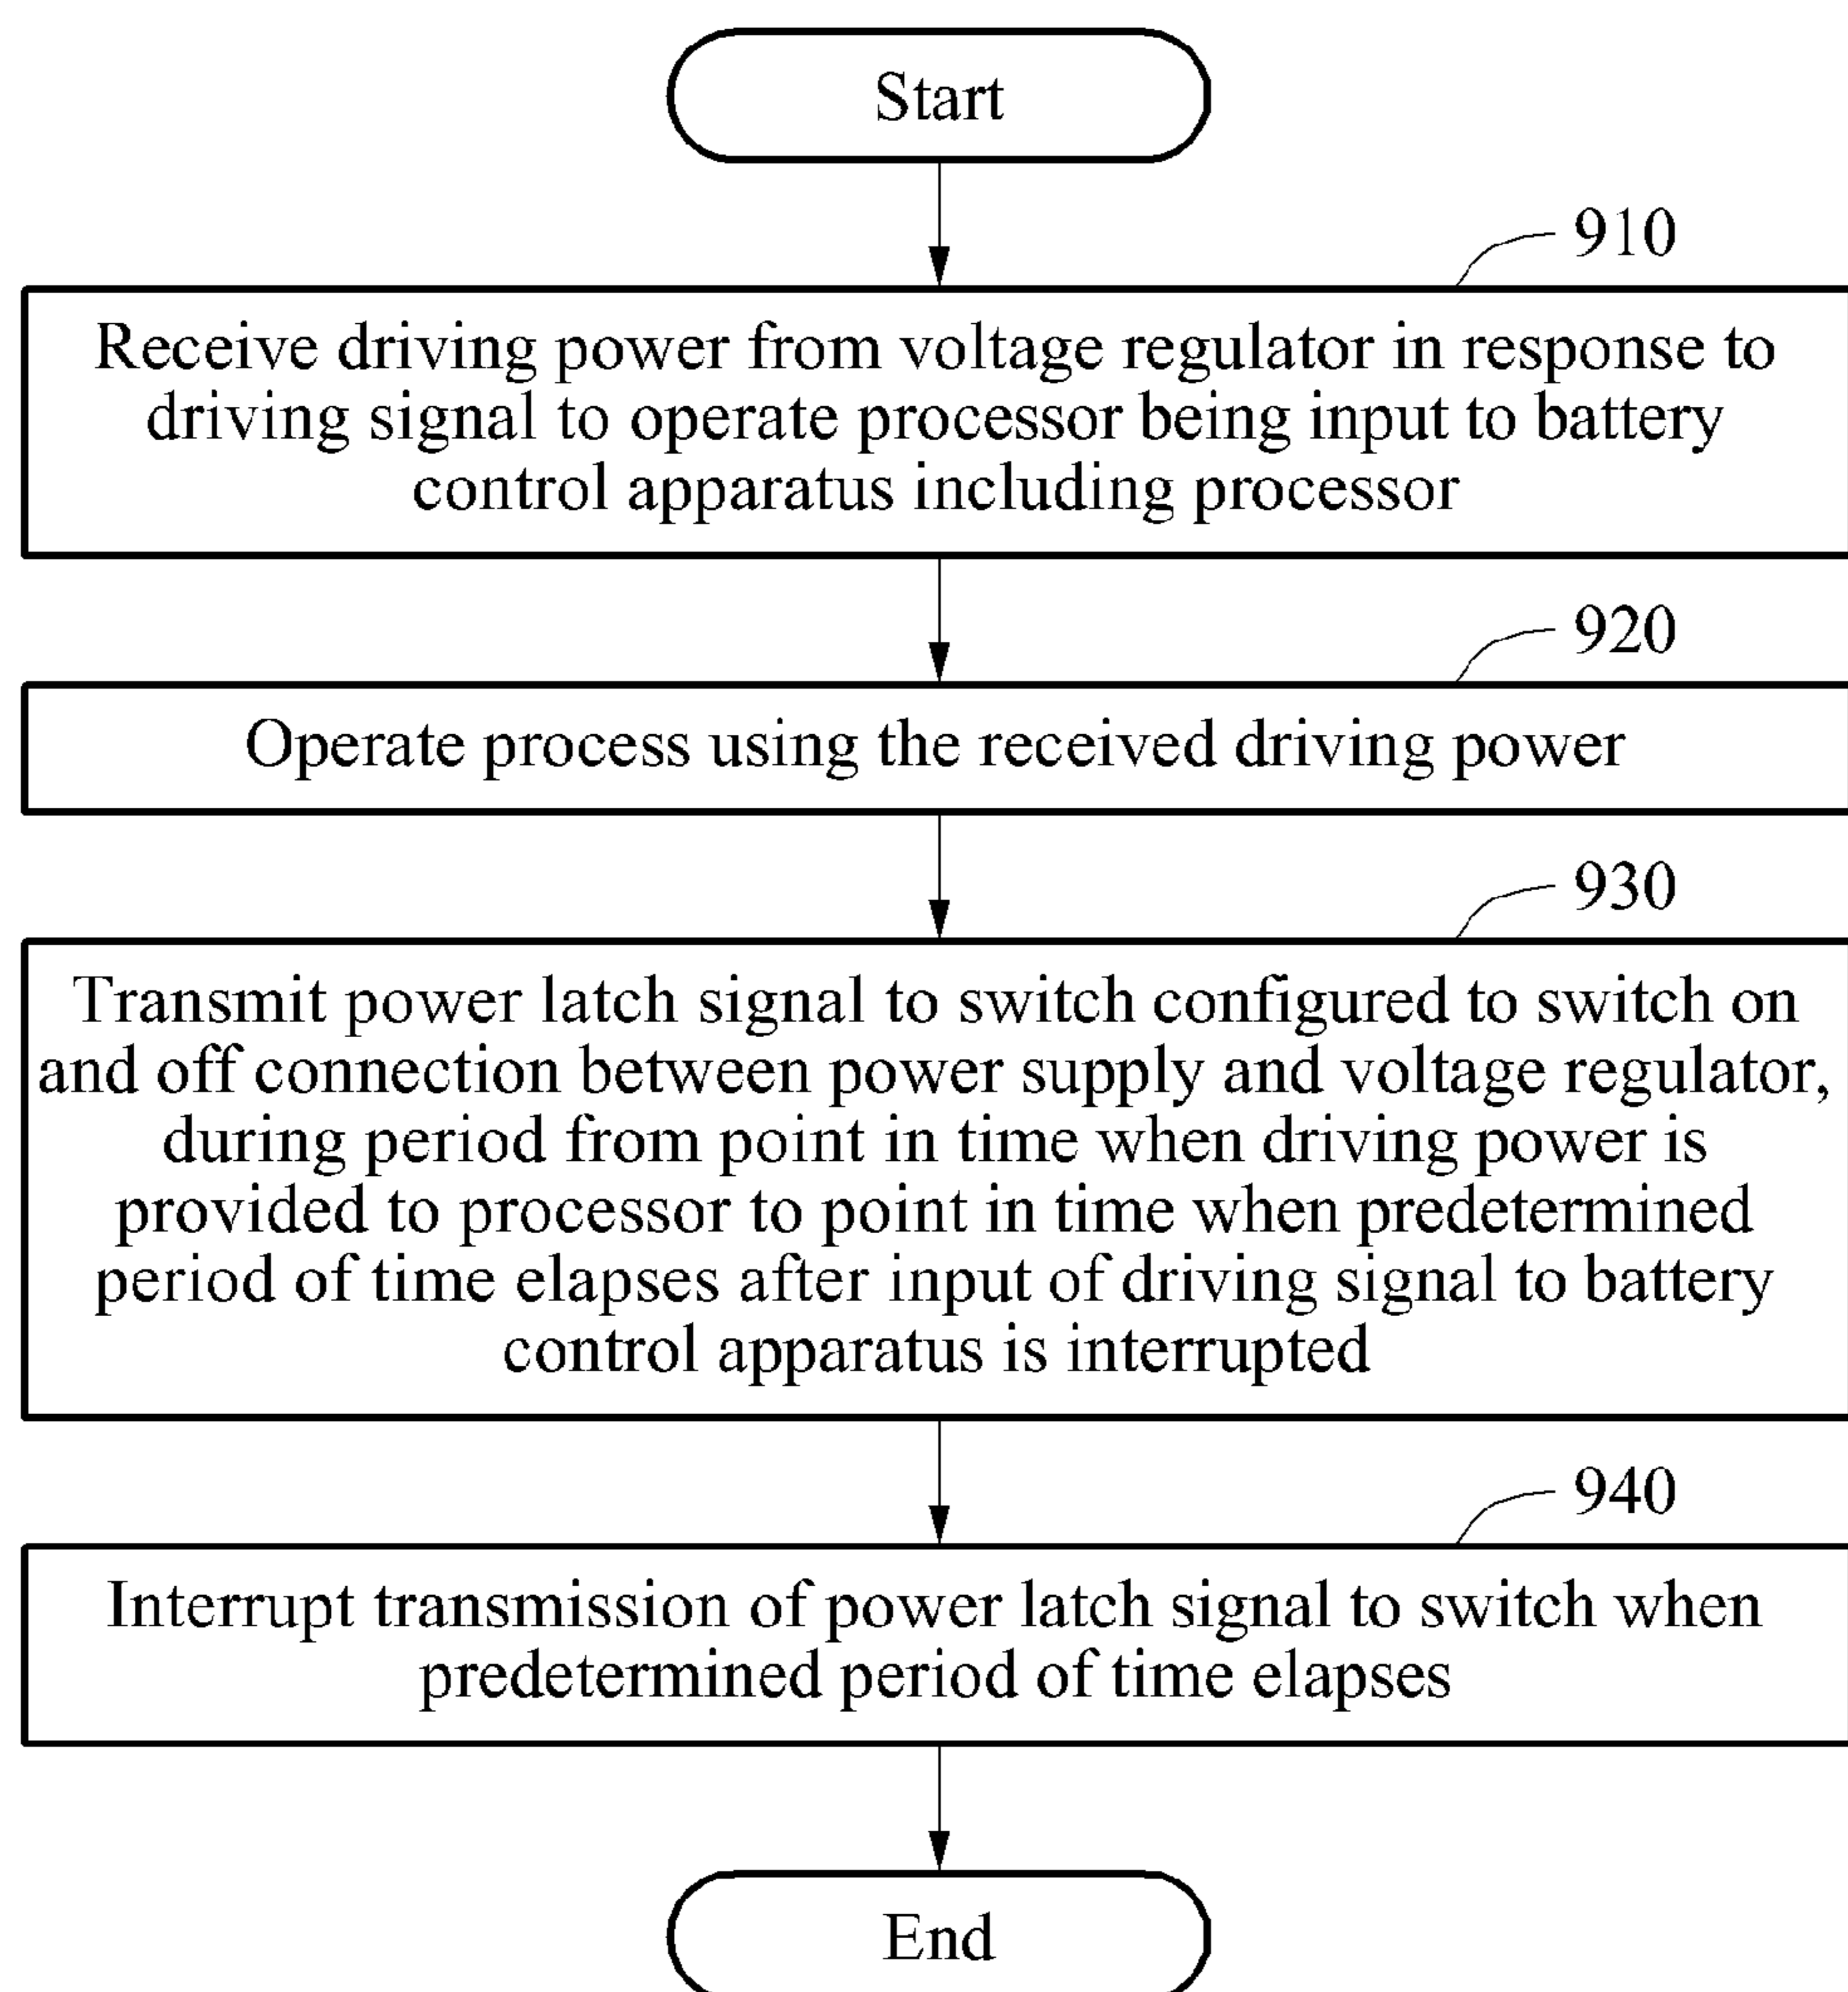 Start
910
Receive driving power from voltage regulator in response to
driving signal to operate processor being input to battery
control apparatus including processor
920
Operate process using the received driving power
930
Transmit power latch signal to switch configured to switch on
and off connection between power supply and voltage regulator,
during period from point in time when driving power is
provided to processor to point in time when predetermined
period of time elapses after input of driving signal to battery
control apparatus is interrupted
940
Interrupt transmission of power latch signal to switch when
predetermined period of time elapses
End